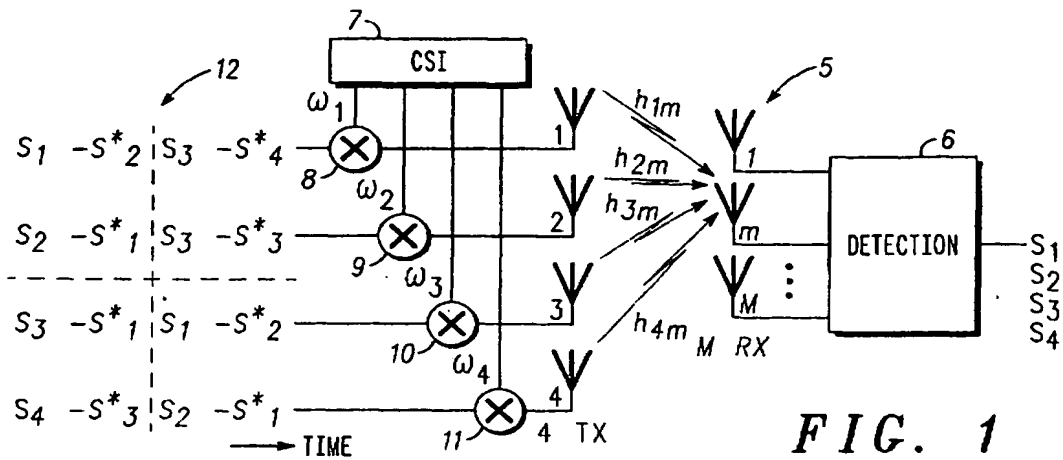 7
CSI
12
5
6
ω1
ω2
ω3
ω4
S1 -S*2 S3 -S*4
8
1
S2 -S*1 S3 -S*3
9
2
S3 -S*1 S1 -S*2
10
3
S4 -S*3 S2 -S*1
11
4
4 TX
TIME
h1m
h2m
h3m
h4m
1
m
M
M RX
DETECTION
S1
S2
S3
S4
FIG. 1